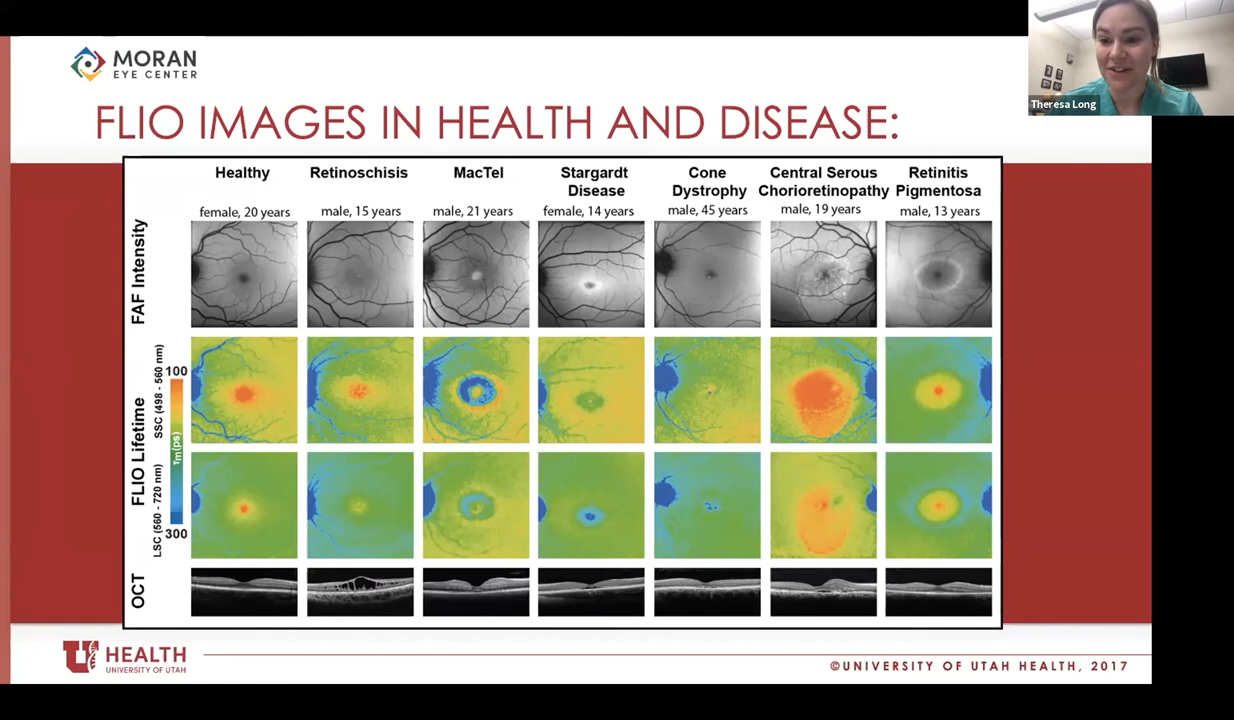 MORAN
EYE CENTER
Theresa Long
FLIO IMAGES IN HEALTH AND DISEASE:
Healthy
female, 20 years
Retinoschisis
male, 15 years
MacTel
male, 21 years
Stargardt
Disease
female, 14 years
Cone
Dystrophy
male, 45 years
Central Serous
Chorioretinopathy
male, 19 years
Retinitis
Pigmentosa
male, 13 years
FAF Intensity
FLIO Lifetime
SSC (498 - 560 nm)
LSC (560 - 720 nm)
100
τm(ps)
300
OCT
U HEALTH
UNIVERSITY OF UTAH
©UNIVERSITY OF UTAH HEALTH, 2017